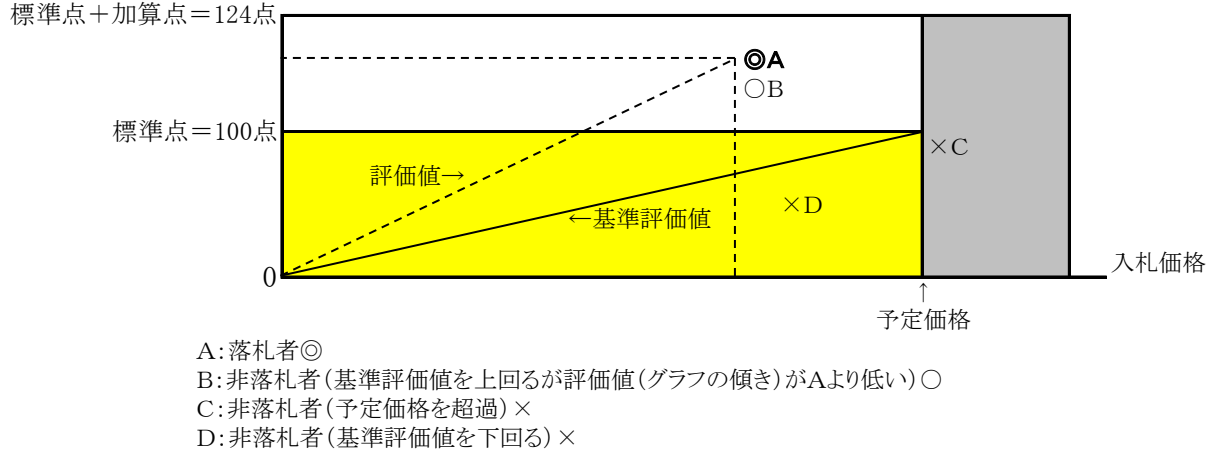 標準点＋加算点＝124点
◎A
○B
標準点＝100点
×C
評価値→
×D
←基準評価値
0
入札価格
↑
予定価格
A:落札者◎
B:非落札者(基準評価値を上回るが評価値(グラフの傾き)がAより低い)○
C:非落札者(予定価格を超過)×
D:非落札者(基準評価値を下回る)×